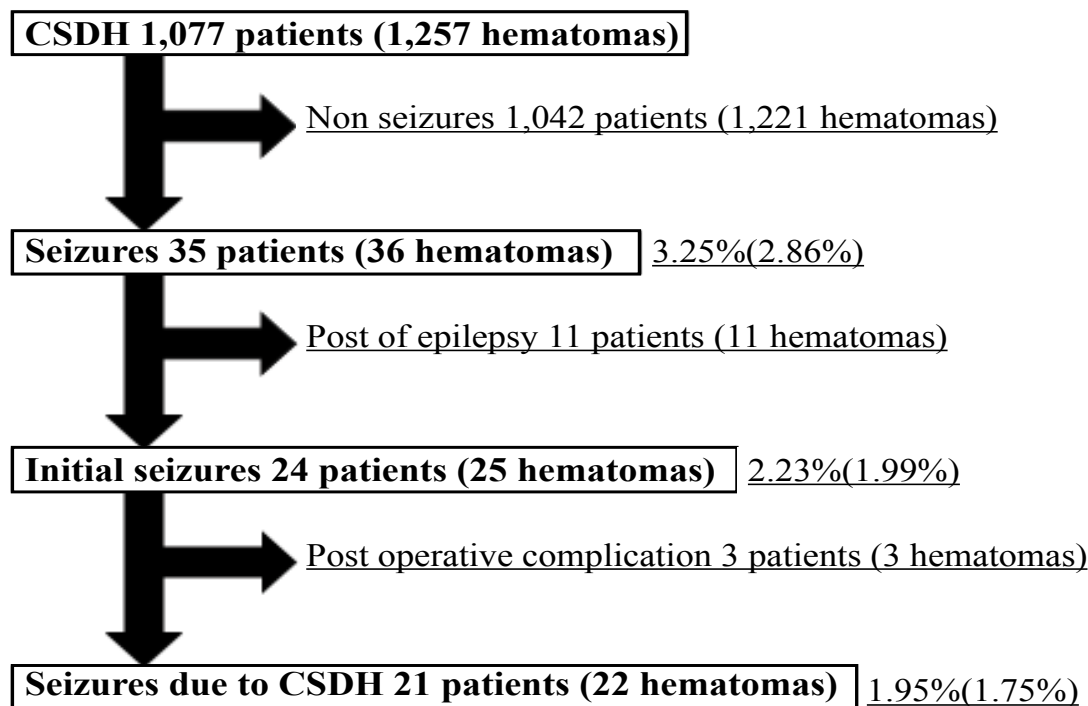 CSDH 1,077 patients (1,257 hematomas)
Non seizures 1,042 patients (1,221 hematomas)
Seizures 35 patients (36 hematomas) 3.25%(2.86%)
Post of epilepsy 11 patients (11 hematomas)
Initial seizures 24 patients (25 hematomas) 2.23%(1.99%)
Post operative complication 3 patients (3 hematomas)
Seizures due to CSDH 21 patients (22 hematomas) 1.95%(1.75%)